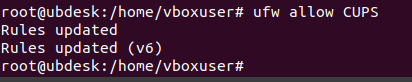 root@ubdesk:/home/vboxuser# ufw allow CUPS
Rules updated
Rules updated (v6)
root@ubdesk:/home/vboxuser#